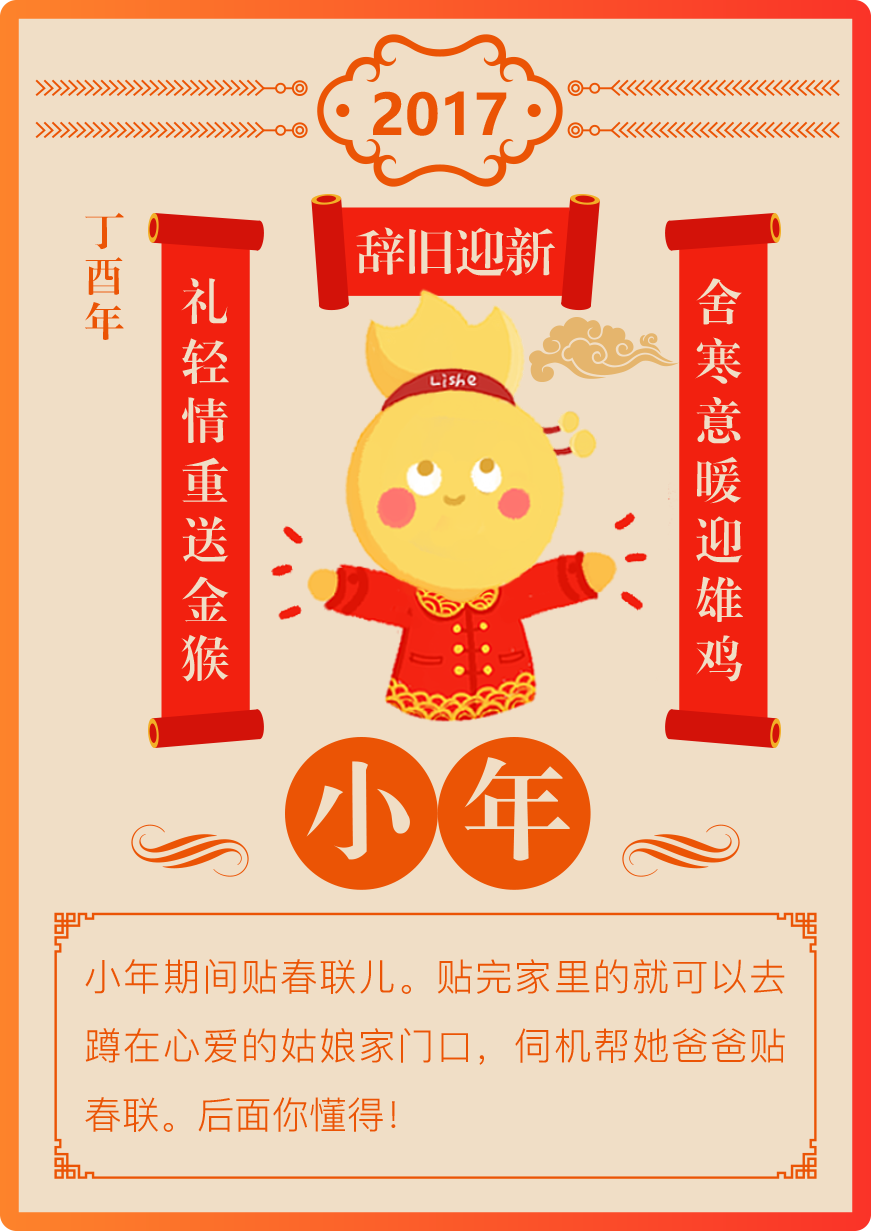 2017
丁酉年
辞旧迎新
礼轻情重送金猴
舍寒意暖迎雄鸡
Lishe
小年
小年期间贴春联儿。贴完家里的就可以去
蹲在心爱的姑娘家门口，伺机帮她爸爸贴
春联。后面你懂得！